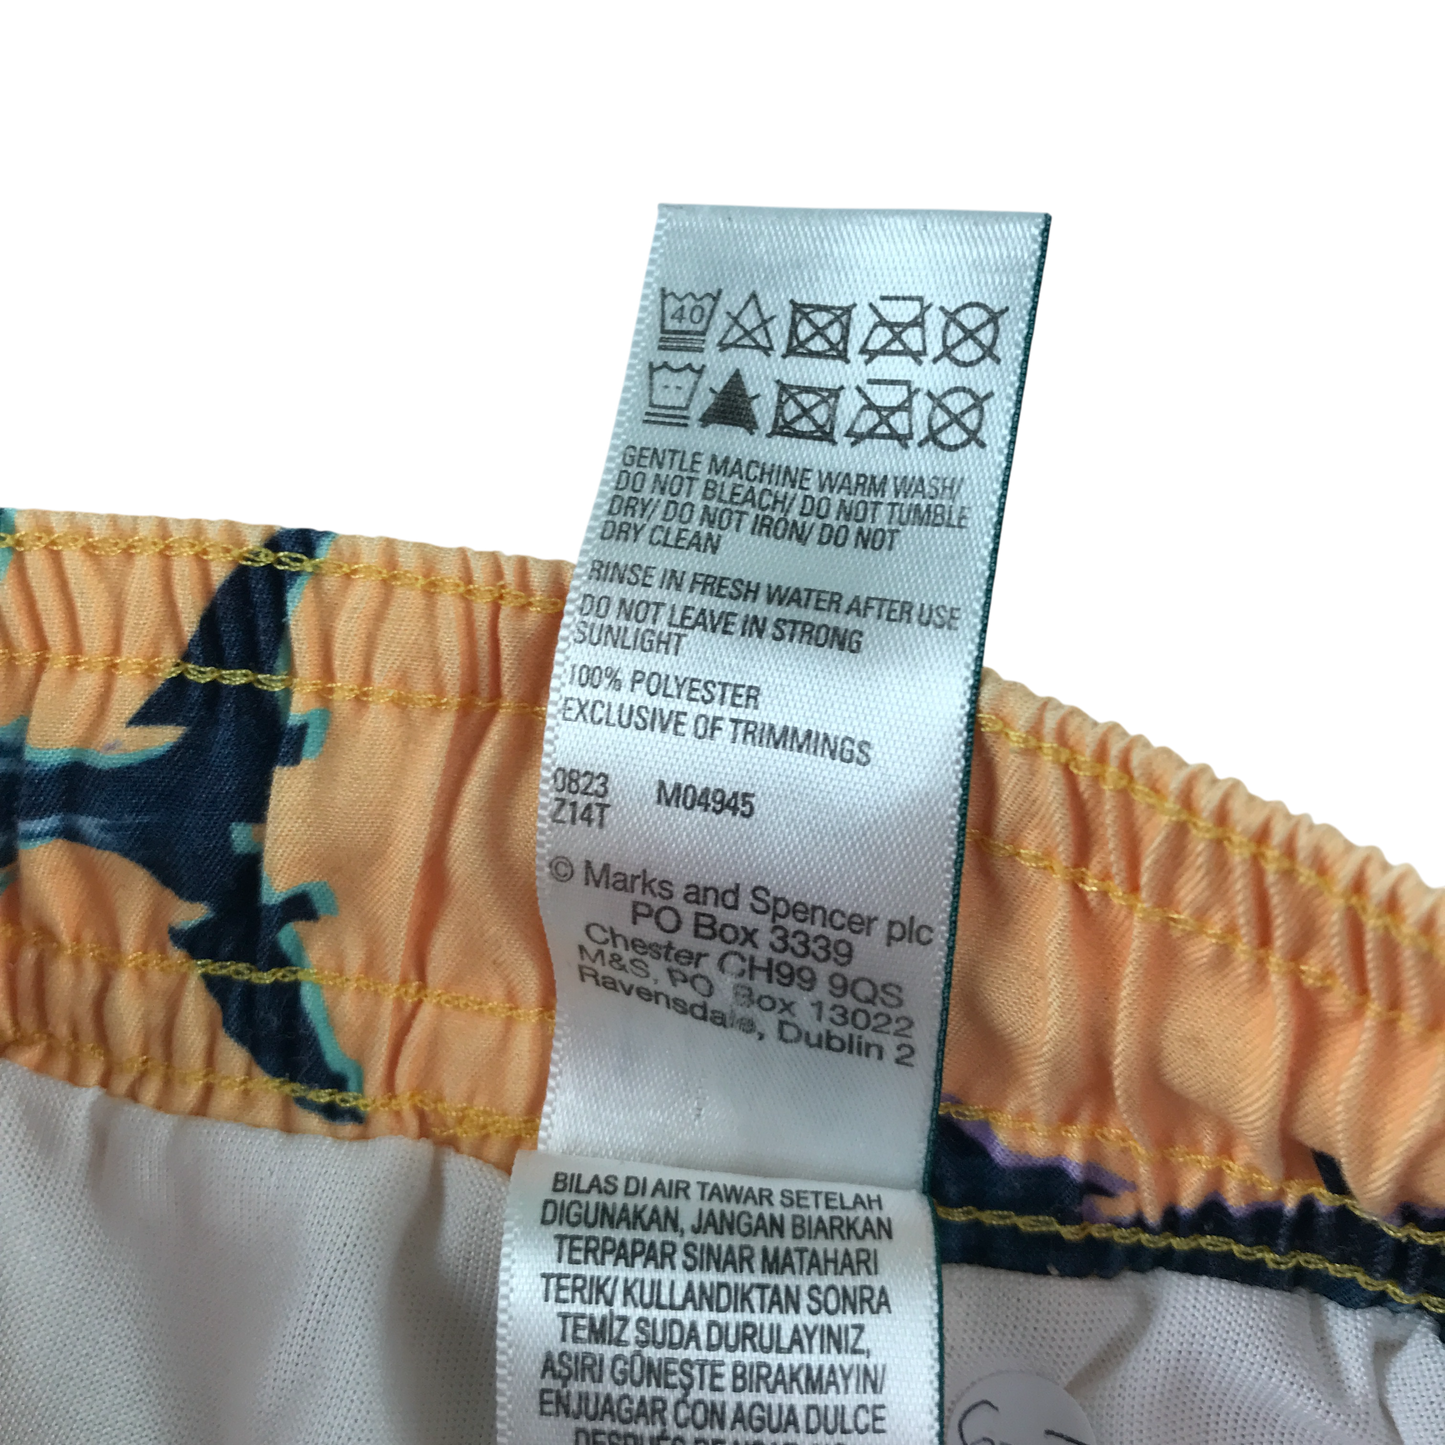 40
GENTLE MACHINE WARM WASH/
DO NOT BLEACH/ DO NOT TUMBLE
DRY/ DO NOT IRON/ DO NOT
DRY CLEAN
RINSE IN FRESH WATER AFTER USE
DO NOT LEAVE IN STRONG
SUNLIGHT
100% POLYESTER
EXCLUSIVE OF TRIMMINGS
0823 M04945
Z14T
© Marks and Spencer plc
PO Box 3339
Chester CH99 9QS
M&S, PO Box 13022
Ravensdale, Dublin 2
BILAS DI AIR TAWAR SETELAH
DIGUNAKAN, JANGAN BIARKAN
TERPAPAR SINAR MATAHARI
TERIK/ KULLANDIKTAN SONRA
TEMİZ SUDA DURULAYINIZ,
AŞIRI GÜNEŞTE BIRAKMAYIN/
ENJUAGAR CON AGUA DULCE